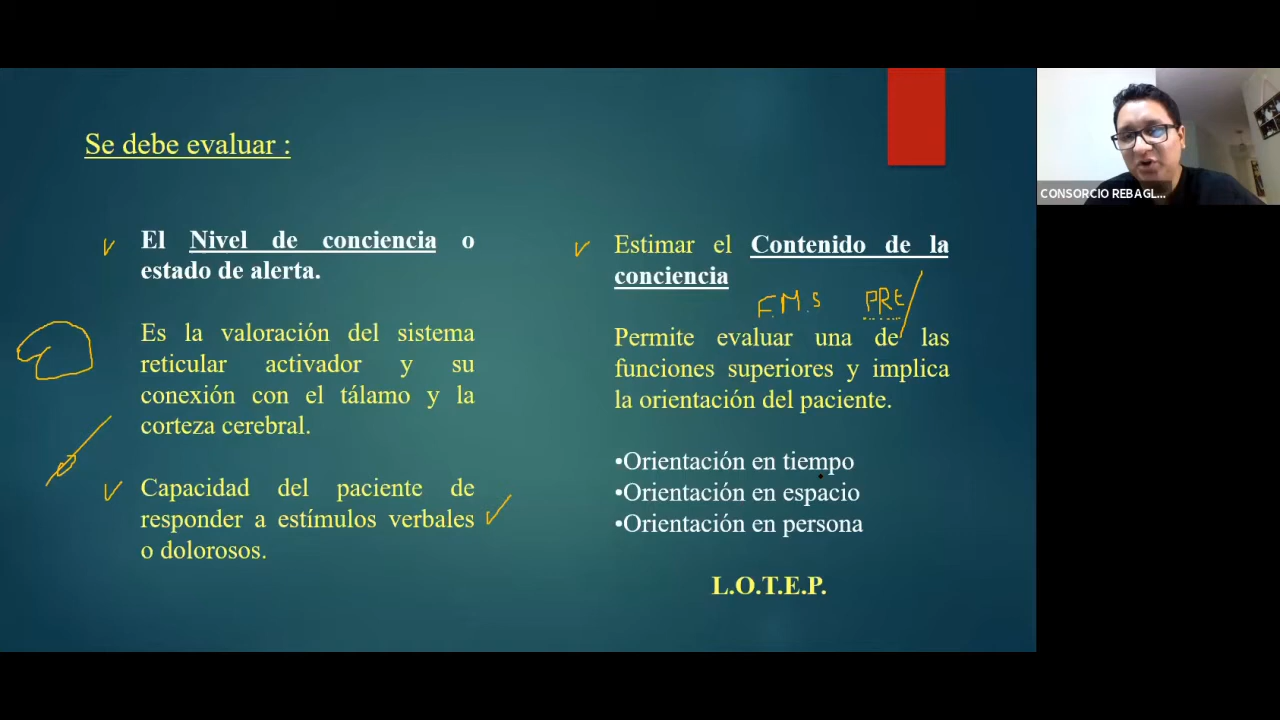 Se debe evaluar :
El Nivel de conciencia o
estado de alerta.
Es la valoración del sistema
reticular activador y su
conexión con el tálamo y la
corteza cerebral.
Capacidad del paciente de
responder a estímulos verbales
o dolorosos.
Estimar el Contenido de la
conciencia
F.M.S PRE
Permite evaluar una de las
funciones superiores y implica
la orientación del paciente.
•Orientación en tiempo
•Orientación en espacio
•Orientación en persona
L.O.T.E.P.
CONSORCIO REBAGL...